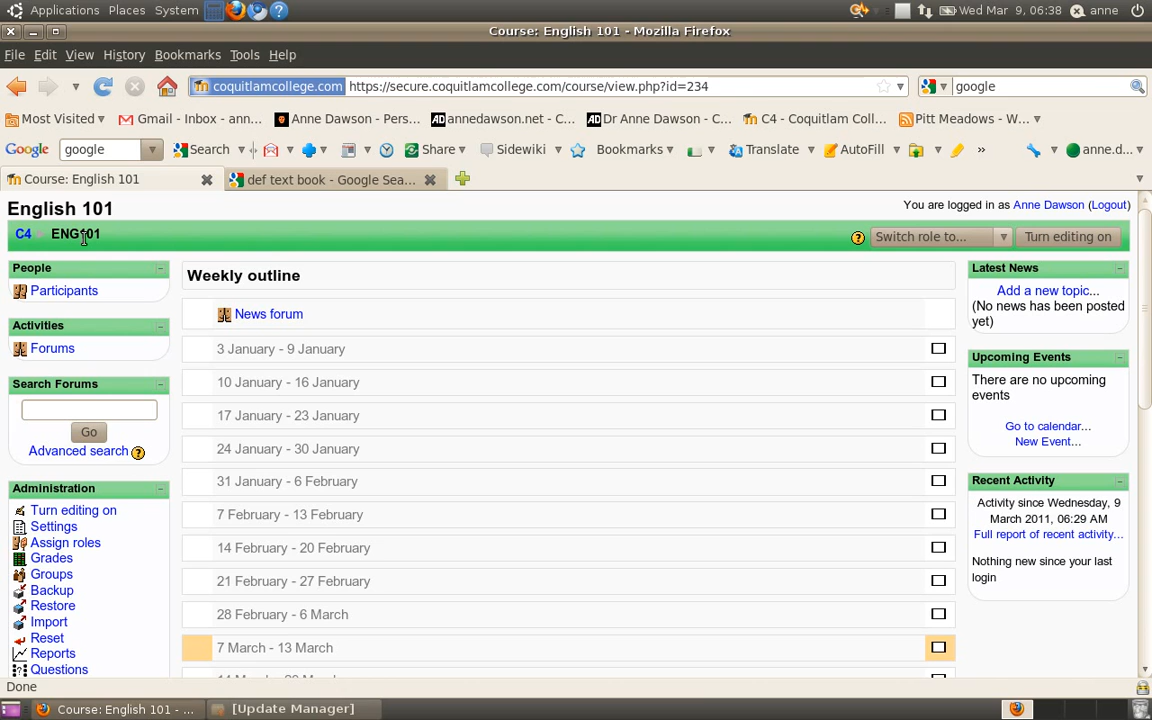 Applications Places System
Wed Mar 9, 06:38 anne
Course: English 101 - Mozilla Firefox
File Edit View History Bookmarks Tools Help
coquitlamcollege.com https://secure.coquitlamcollege.com/course/view.php?id=234
google
Most Visited Gmail - Inbox - ann... Anne Dawson - Pers... annedawson.net - C... Dr Anne Dawson - C... C4 - Coquitlam Coll... Pitt Meadows - W...
Google google Search Share Sidewiki Bookmarks Translate AutoFill » anne.d...
Course: English 101
def text book - Google Sea...
English 101
You are logged in as Anne Dawson (Logout)
C4 ENG101
Switch role to...
Turn editing on
People
Participants
Activities
Forums
Search Forums
Go
Advanced search
Administration
Turn editing on
Settings
Assign roles
Grades
Groups
Backup
Restore
Import
Reset
Reports
Questions
Weekly outline
News forum
3 January - 9 January
10 January - 16 January
17 January - 23 January
24 January - 30 January
31 January - 6 February
7 February - 13 February
14 February - 20 February
21 February - 27 February
28 February - 6 March
7 March - 13 March
Latest News
Add a new topic...
(No news has been posted
yet)
Upcoming Events
There are no upcoming
events
Go to calendar...
New Event...
Recent Activity
Activity since Wednesday, 9
March 2011, 06:29 AM
Full report of recent activity...
Nothing new since your last
login
Done
Course: English 101 - ...
[Update Manager]